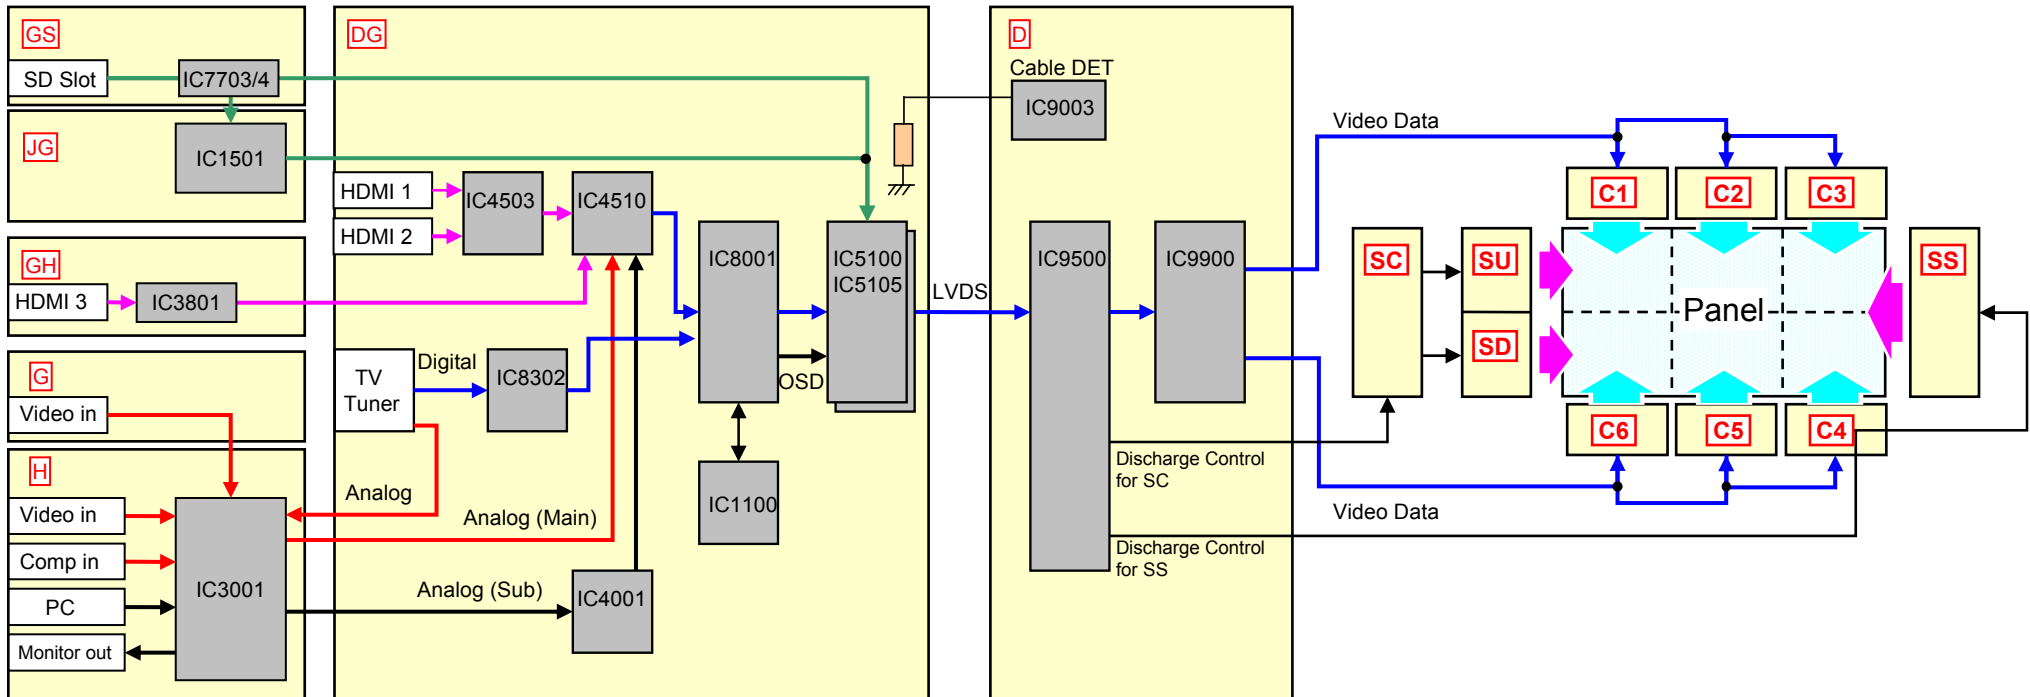 GS
SD Slot
IC7703/4
JG
IC1501
GH
HDMI 3
IC3801
G
Video in
H
Video in
Comp in
PC
Monitor out
IC3001
DG
HDMI 1
HDMI 2
IC4503
IC4510
TV
Tuner
Digital
IC8302
Analog
Analog (Main)
Analog (Sub)
IC4001
IC8001
OSD
IC1100
IC5100
IC5105
LVDS
D
Cable DET
IC9003
IC9500
IC9900
Discharge Control
for SC
Discharge Control
for SS
Video Data
Video Data
SC
SU
SD
C1
C2
C3
Panel
C6
C5
C4
SS